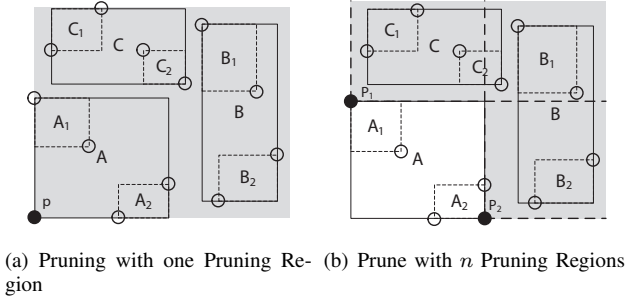 C1 C C2
B1
B
B2
A1
A
A2
p
C1 C C2
B1
B
B2
P1
A1
A
A2
P2
(a) Pruning with one Pruning Re-
gion
(b) Prune with n Pruning Regions